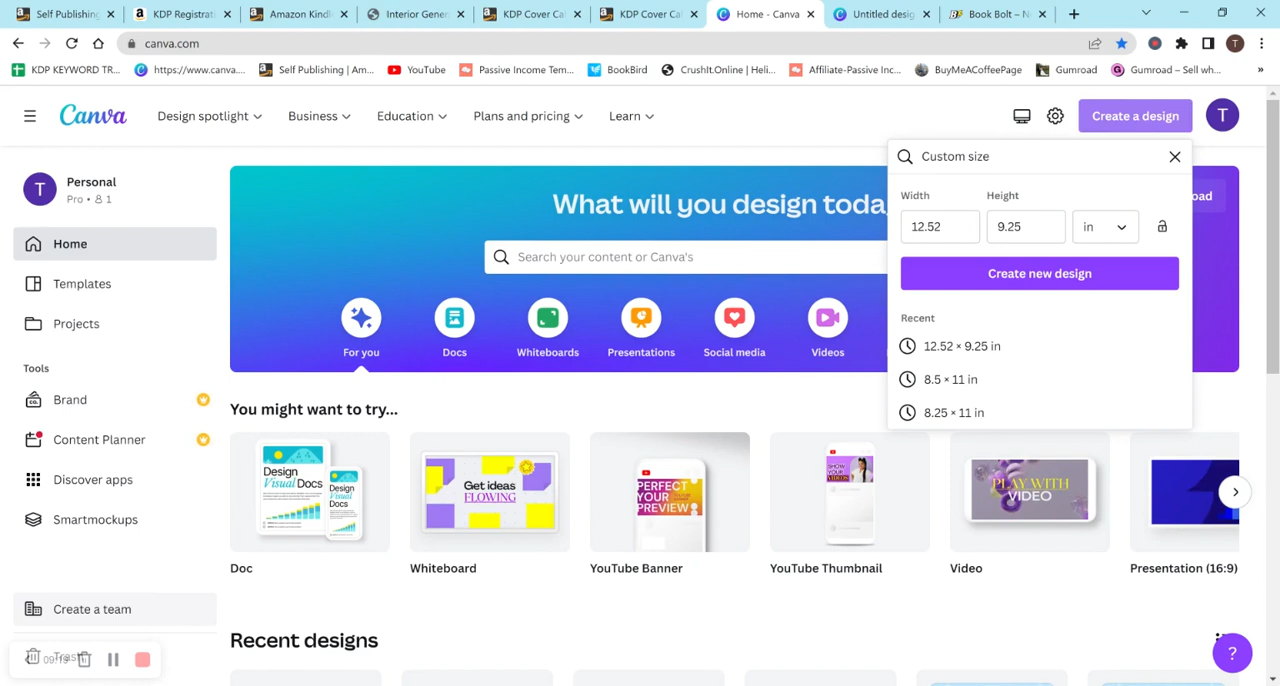 Self Publishing
KDP Registrati
Amazon Kindl
Interior Gener
KDP Cover Cal
KDP Cover Cal
Home - Canva
Untitled desig
Book Bolt – N
canva.com
T
KDP KEYWORD TR...
https://www.canva....
Self Publishing | Am...
YouTube
Passive Income Tem...
BookBird
CrushIt.Online | Heli...
Affiliate-Passive Inc...
BuyMeACoffeePage
Gumroad
Gumroad – Sell wh...
»
Canva
Design spotlight
Business
Education
Plans and pricing
Learn
Create a design
T
Custom size
Width
Height
12.52
9.25
in
Create new design
Recent
12.52 × 9.25 in
8.5 × 11 in
8.25 × 11 in
T
Personal
Pro • 1
Home
Templates
Projects
Tools
Brand
Content Planner
Discover apps
Smartmockups
Create a team
Trash
What will you design toda
oad
Search your content or Canva's
For you
Docs
Whiteboards
Presentations
Social media
Videos
You might want to try...
Design
Visual Docs
Design
Visual
Docs
Get ideas
FLOWING
PERFECT
YOUR
PREVIEW
SHOW
YOUR
VIDEOS
PLAY WITH
VIDEO
Doc
Whiteboard
YouTube Banner
YouTube Thumbnail
Video
Presentation (16:9)
Recent designs
?